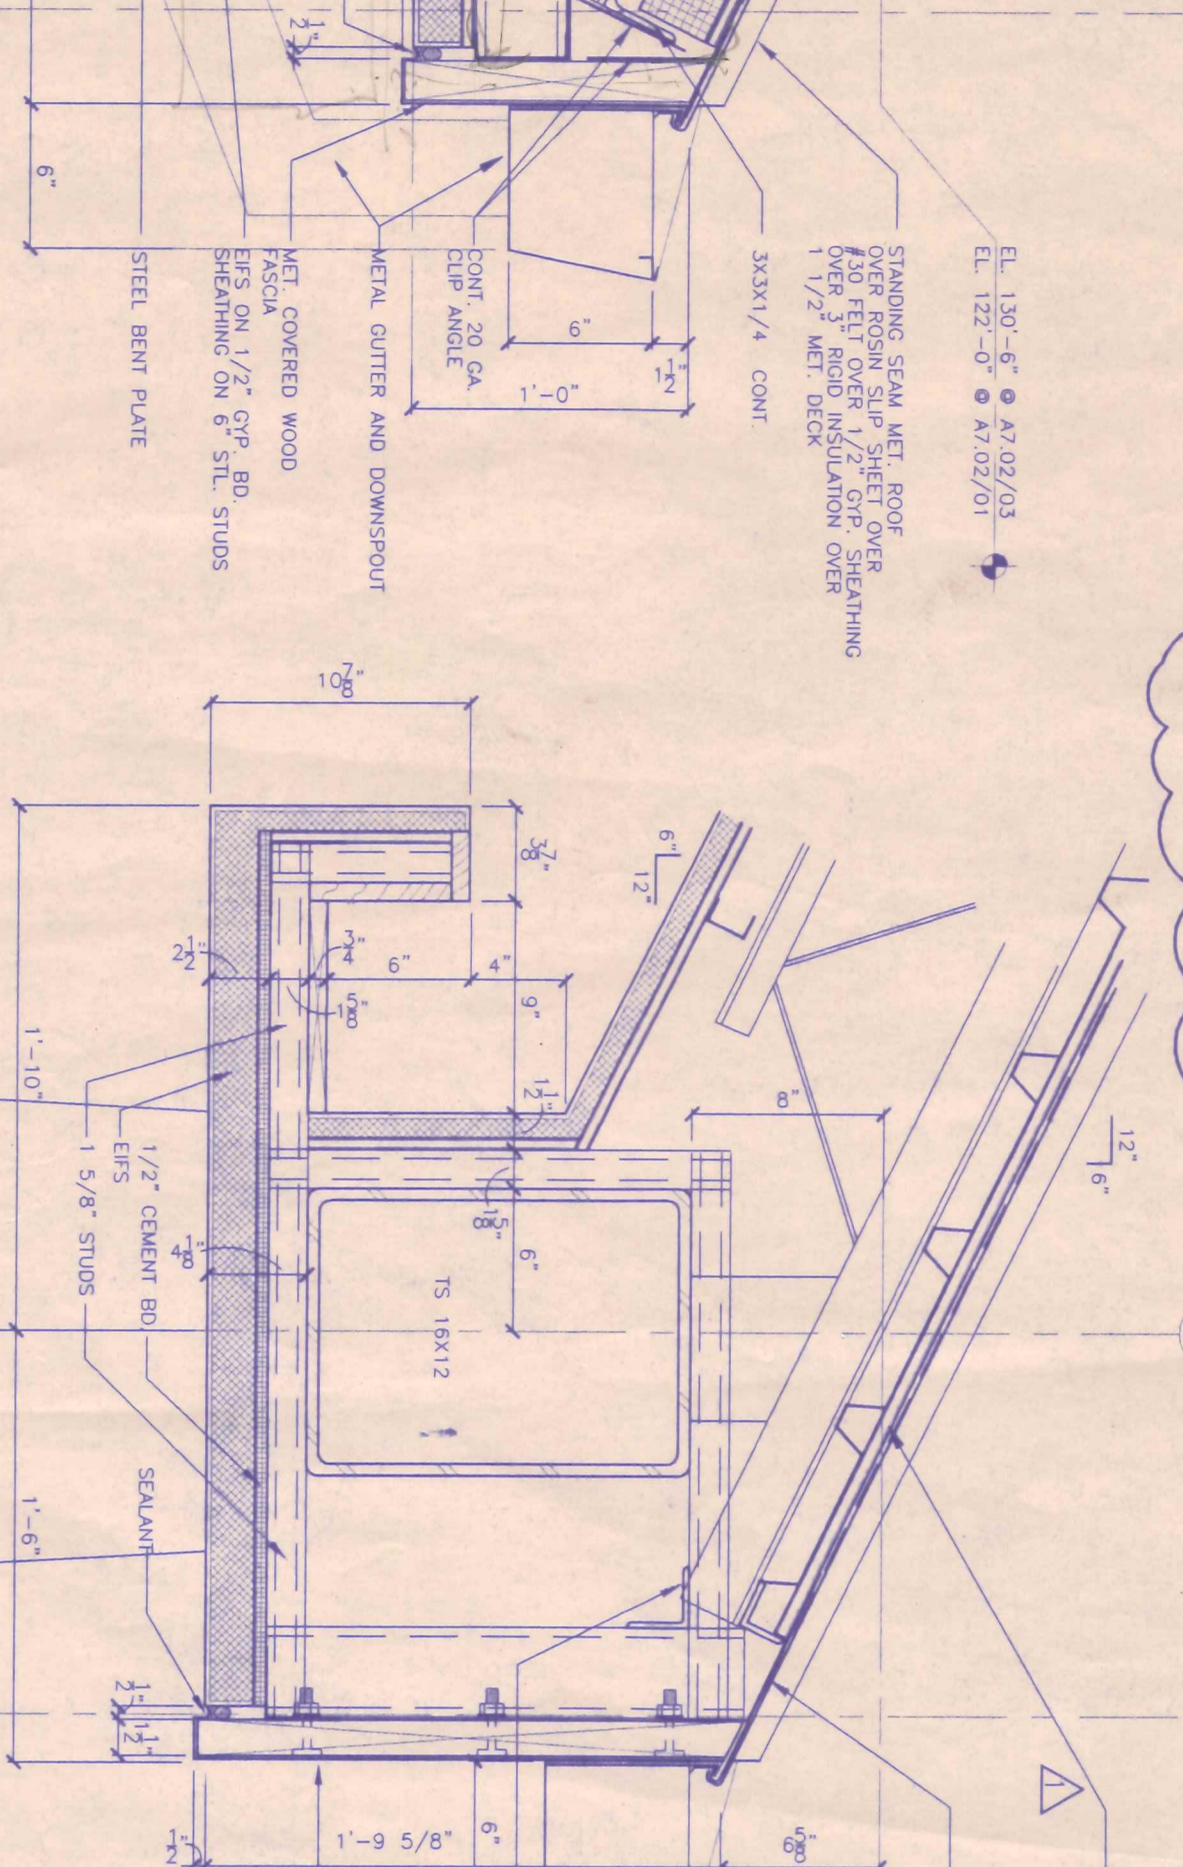 EL. 130'-6" @ A7.02/03
EL. 122'-0" @ A7.02/01
STANDING SEAM MET. ROOF
OVER ROSIN SLIP SHEET OVER
#30 FELT OVER 1/2" GYP. SHEATHING
OVER 3" RIGID INSULATION OVER
1 1/2" MET. DECK
3X3X1/4 CONT.
1 1/2"
6"
1'-0"
CONT. 20 GA.
CLIP ANGLE
METAL GUTTER AND DOWNSPOUT
MET. COVERED WOOD
FASCIA
EIFS ON 1/2" GYP. BD.
SHEATHING ON 6" STL. STUDS
STEEL BENT PLATE
1/2"
6"
10 7/8"
3 7/8"
6"
12"
12"
6"
4"
9"
6"
3/4"
1 5/8"
2 1/2"
1 1/2"
8"
1 5/8"
6"
4 1/8"
TS 16X12
1'-10"
1'-6"
1/2" CEMENT BD.
EIFS
1 5/8" STUDS
SEALANT
1/2"
1 1/2"
1
1/2"
1'-9 5/8"
6"
6 5/8"